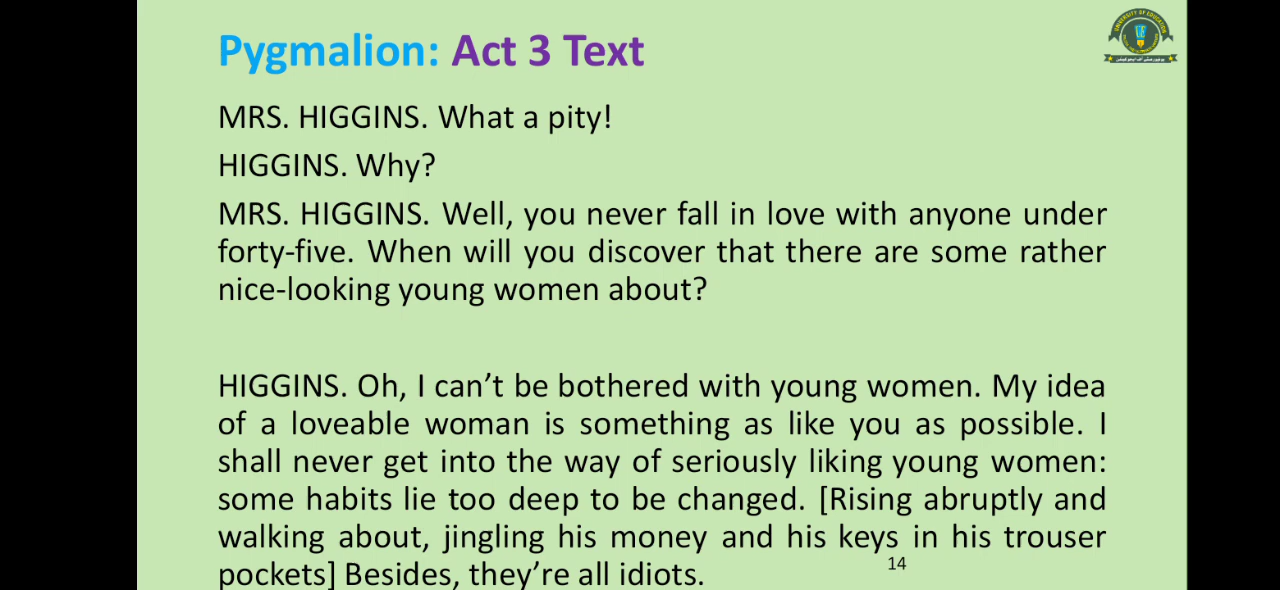 Pygmalion: Act 3 Text
UNIVERSITY OF EDUCATION
MRS. HIGGINS. What a pity!
HIGGINS. Why?
MRS. HIGGINS. Well, you never fall in love with anyone under
forty-five. When will you discover that there are some rather
nice-looking young women about?
HIGGINS. Oh, I can’t be bothered with young women. My idea
of a loveable woman is something as like you as possible. I
shall never get into the way of seriously liking young women:
some habits lie too deep to be changed. [Rising abruptly and
walking about, jingling his money and his keys in his trouser
pockets] Besides, they’re all idiots.
14